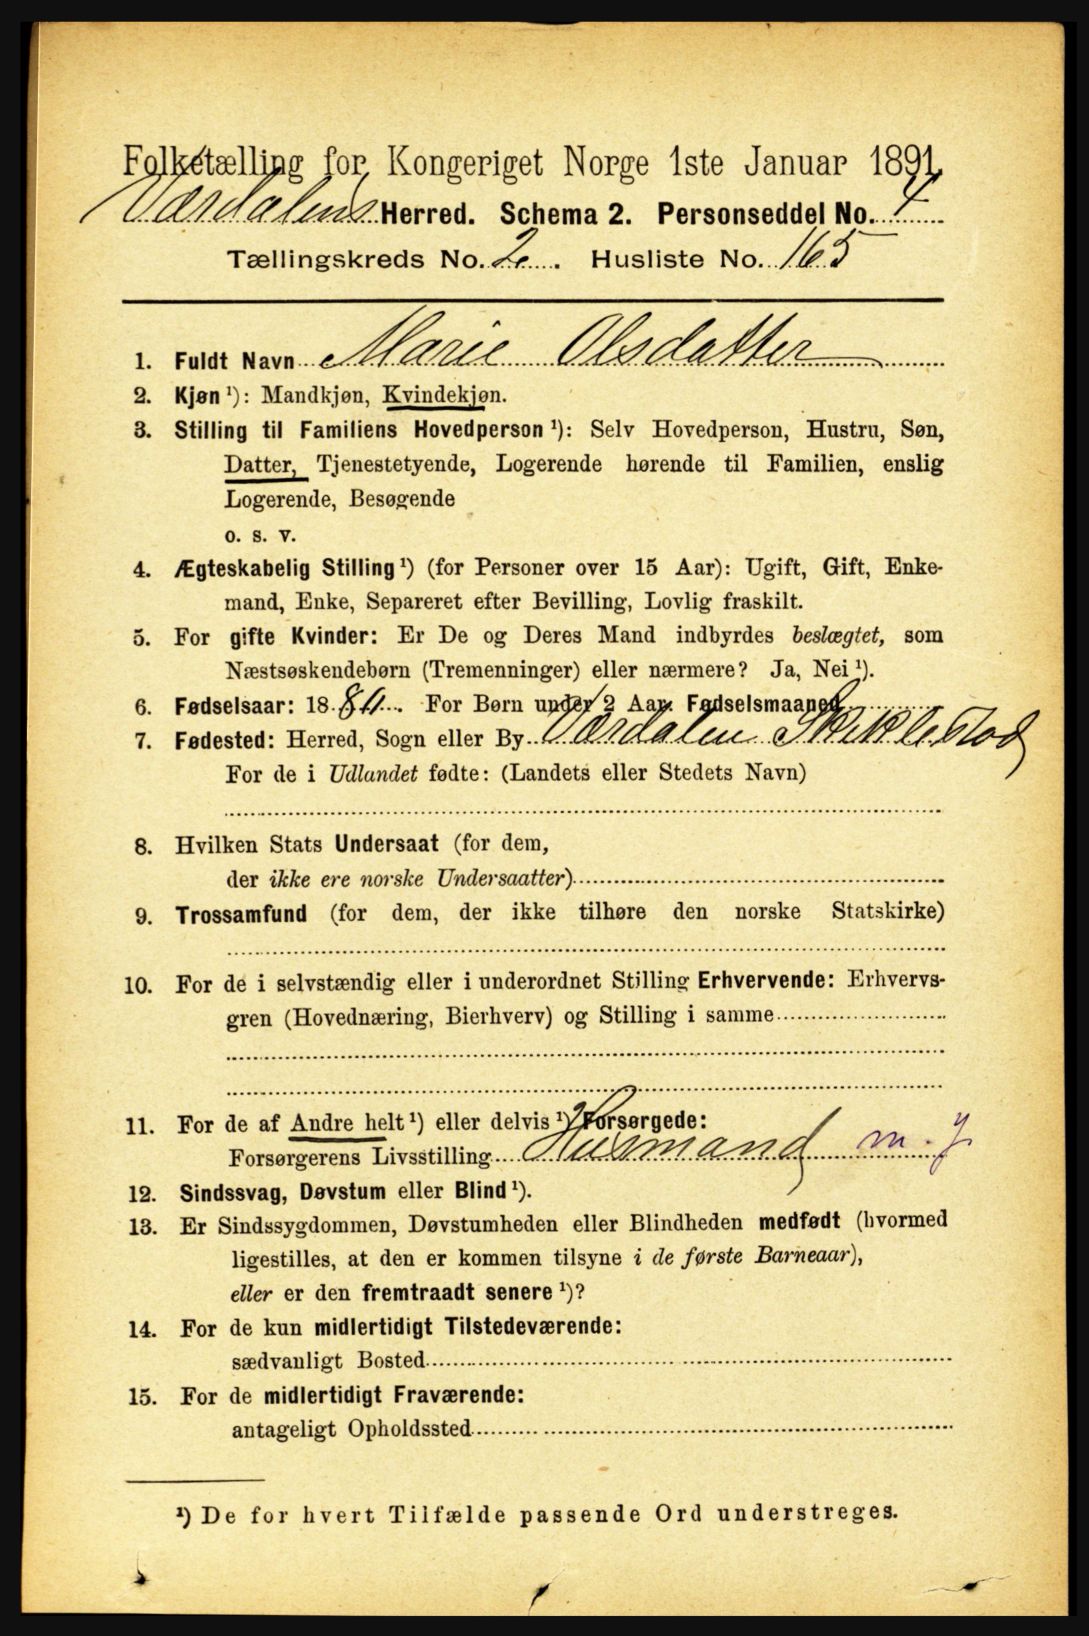 Folketælling for Kongeriget Norge 1ste Januar 1891.
Værdalens Herred. Schema 2. Personseddel No. 4
Tællingskreds No. 2. Husliste No. 165
1. Fuldt Navn Marie Olsdatter
2. Kjøn ¹): Mandkjøn, Kvindekjøn.
3. Stilling til Familiens Hovedperson ¹): Selv Hovedperson, Hustru, Søn,
Datter, Tjenestetyende, Logerende hørende til Familien, enslig
Logerende, Besøgende
o. s. v.
4. Ægteskabelig Stilling ¹) (for Personer over 15 Aar): Ugift, Gift, Enke-
mand, Enke, Separeret efter Bevilling, Lovlig fraskilt.
5. For gifte Kvinder: Er De og Deres Mand indbyrdes beslægtet, som
Næstsøskendebørn (Tremenninger) eller nærmere? Ja, Nei ¹).
6. Fødselsaar: 18 . For Børn under 2 Aar: Fødselsmaaned
7. Fødested: Herred, Sogn eller By Værdalen Stiklestad
For de i Udlandet fødte: (Landets eller Stedets Navn)
8. Hvilken Stats Undersaat (for dem,
der ikke ere norske Undersaatter)
9. Trossamfund (for dem, der ikke tilhøre den norske Statskirke)
10. For de i selvstændig eller i underordnet Stilling Erhvervende: Erhvervs-
gren (Hovednæring, Bierhverv) og Stilling i samme
11. For de af Andre helt ¹) eller delvis ¹) Forsørgede:
Forsørgerens Livsstilling Husmand m. j
12. Sindssvag, Døvstum eller Blind ¹).
13. Er Sindssygdommen, Døvstumheden eller Blindheden medfødt (hvormed
ligestilles, at den er kommen tilsyne i de første Barneaar),
eller er den fremtraadt senere ¹)?
14. For de kun midlertidigt Tilstedeværende:
sædvanligt Bosted
15. For de midlertidigt Fraværende:
antageligt Opholdssted
¹) De for hvert Tilfælde passende Ord understreges.